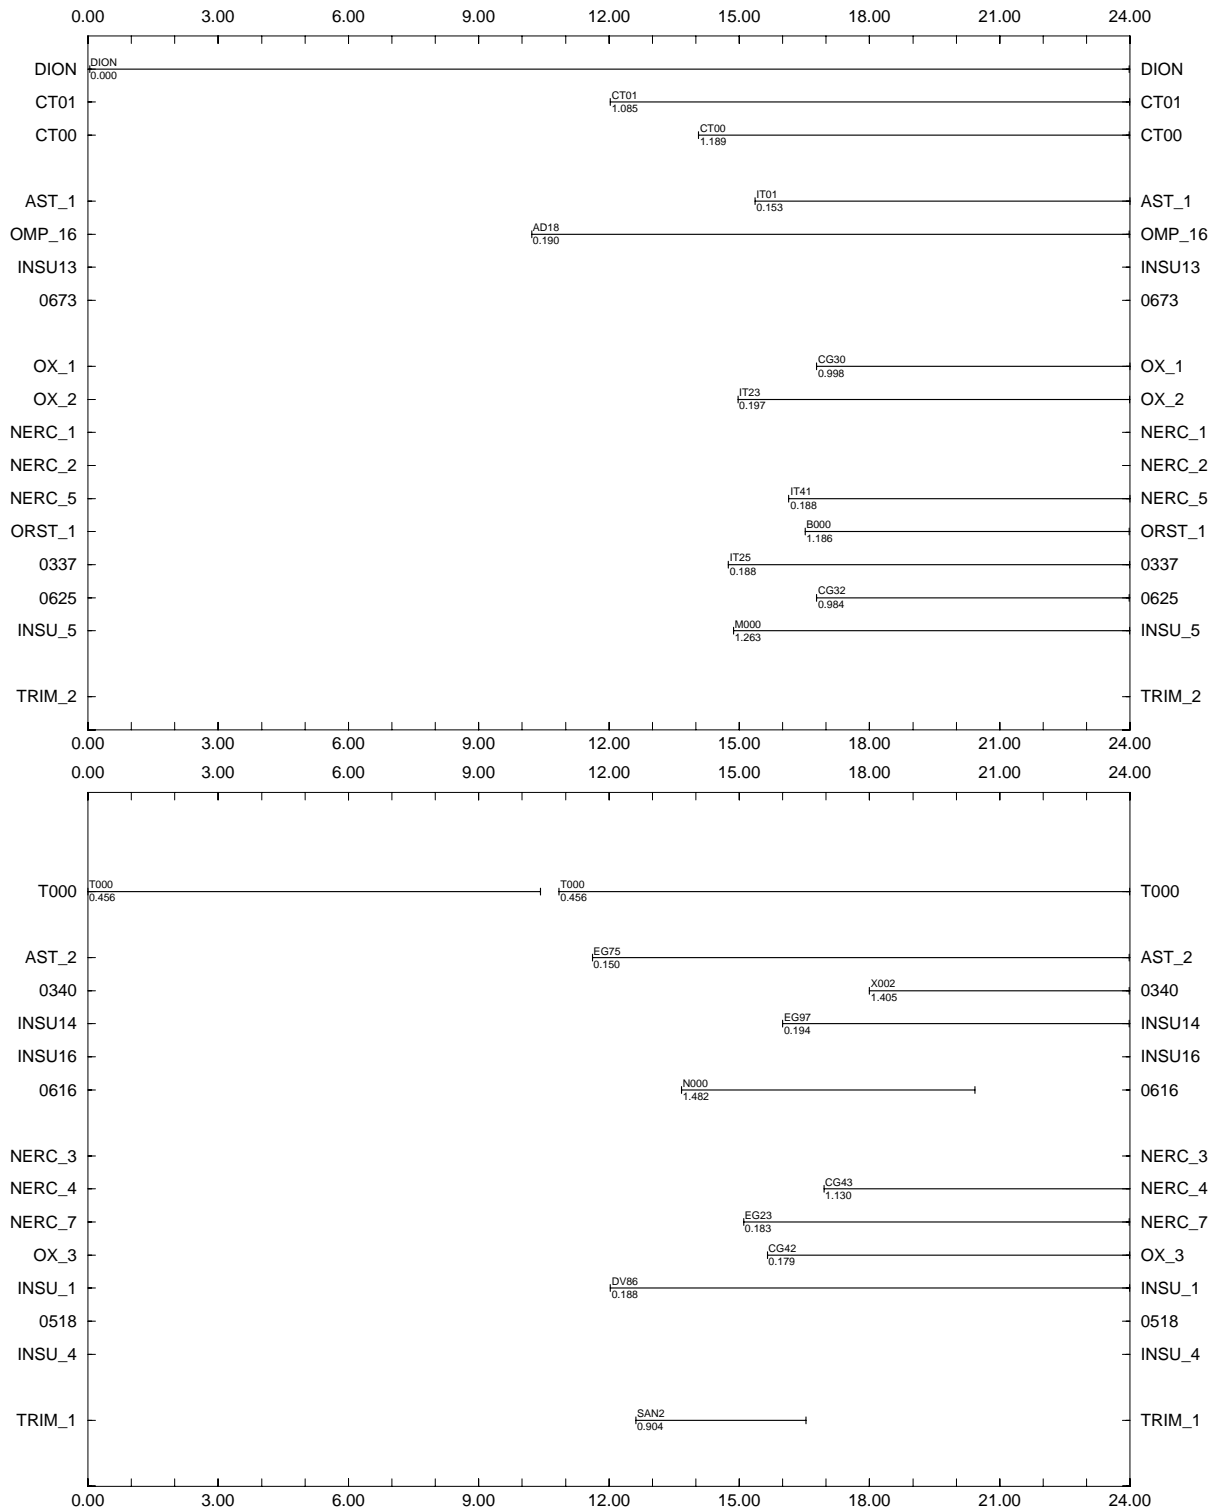 0.00 3.00 6.00 9.00 12.00 15.00 18.00 21.00 24.00
DION DION DION
0.000
CT01 CT01 CT01
1.085
CT00 CT00 CT00
1.189
AST_1 IT01 AST_1
0.153
OMP_16 AD18 OMP_16
0.190
INSU13 INSU13
0673 0673
OX_1 CG30 OX_1
0.998
OX_2 IT23 OX_2
0.197
NERC_1 NERC_1
NERC_2 NERC_2
NERC_5 IT41 NERC_5
0.188
ORST_1 B000 ORST_1
1.186
0337 IT25 0337
0.188
0625 CG32 0625
0.984
INSU_5 M000 INSU_5
1.263
TRIM_2 TRIM_2
0.00 3.00 6.00 9.00 12.00 15.00 18.00 21.00 24.00
0.00 3.00 6.00 9.00 12.00 15.00 18.00 21.00 24.00
T000 T000 T000 T000
0.456 0.456
AST_2 EG75 AST_2
0.150
0340 X002 0340
1.405
INSU14 EG97 INSU14
0.194
INSU16 INSU16
0616 N000 0616
1.482
NERC_3 NERC_3
NERC_4 CG43 NERC_4
1.130
NERC_7 EG23 NERC_7
0.183
OX_3 CG42 OX_3
0.179
INSU_1 DV86 INSU_1
0.188
0518 0518
INSU_4 INSU_4
TRIM_1 SAN2 TRIM_1
0.904
0.00 3.00 6.00 9.00 12.00 15.00 18.00 21.00 24.00